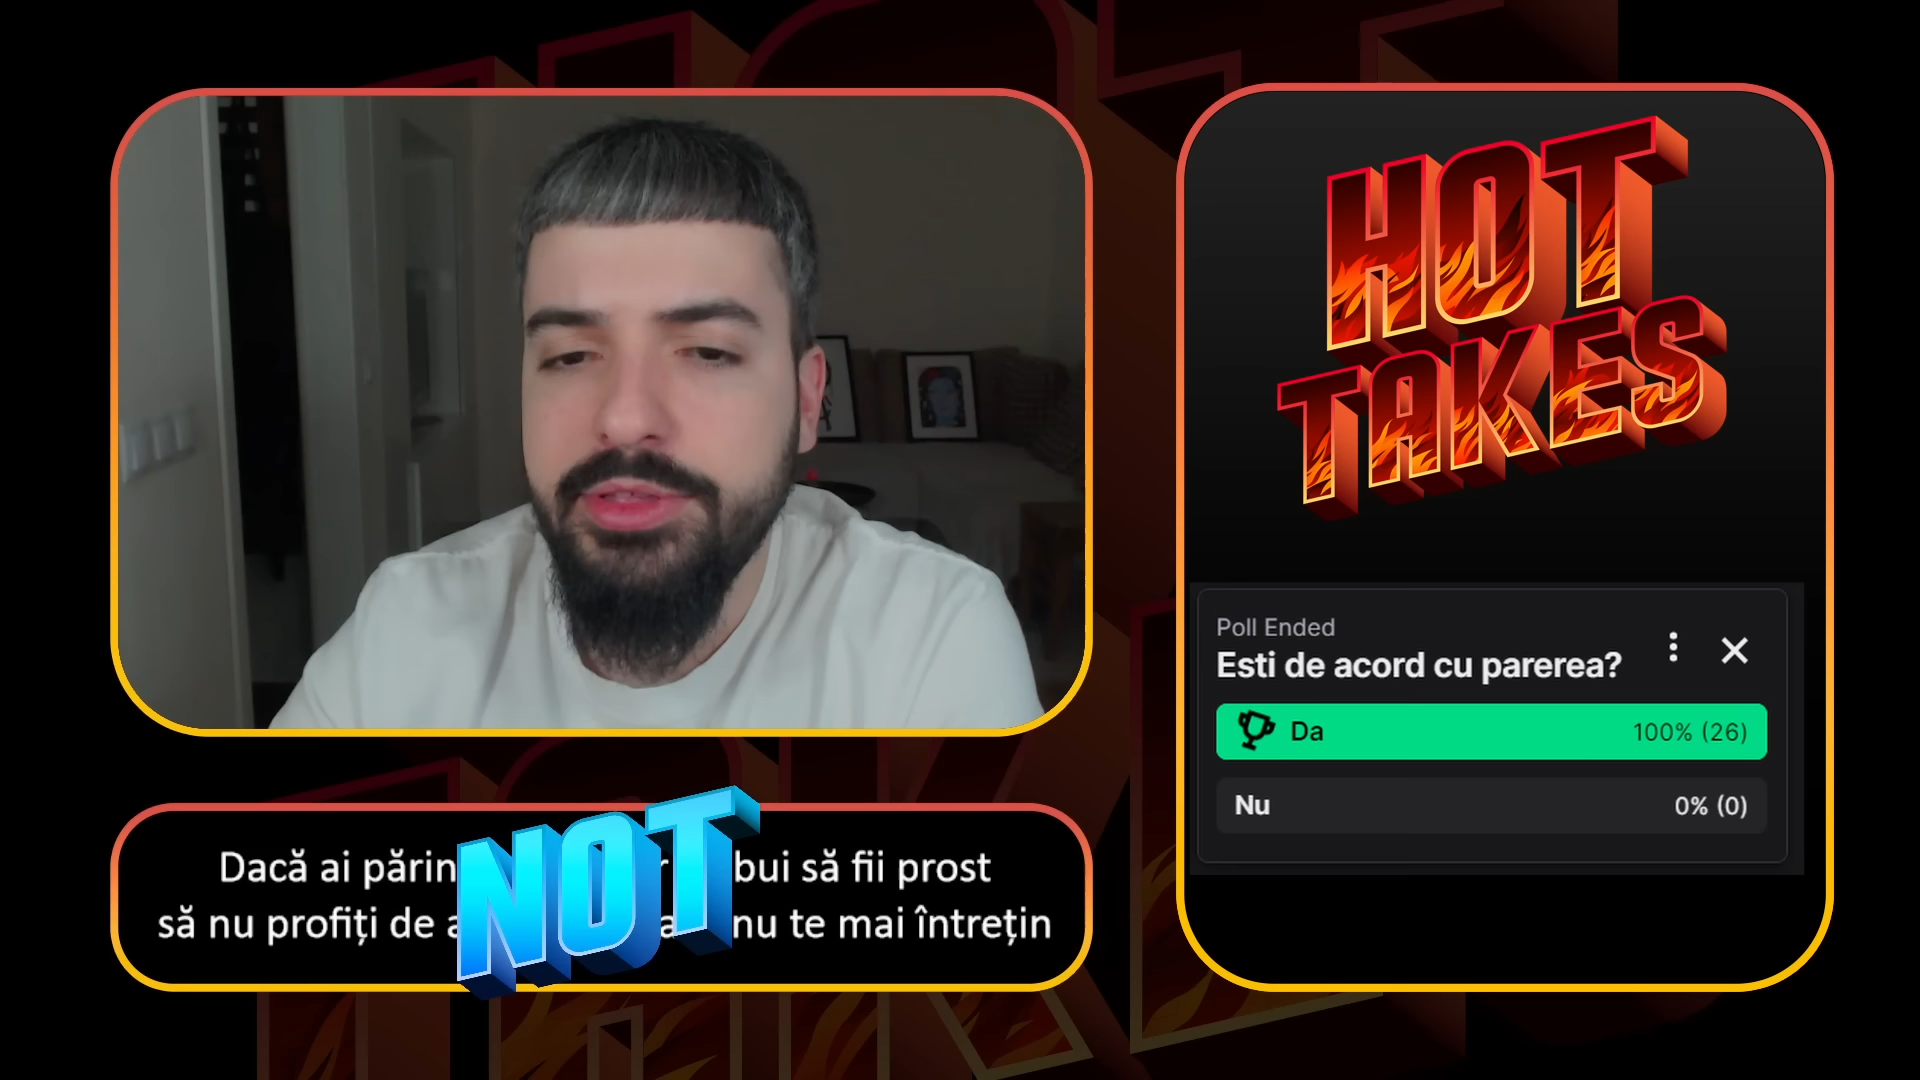 HOT
TAKES
Poll Ended
Esti de acord cu parerea?
Da 100% (26)
Nu 0% (0)
Dacă ai bui să fii prost
să nu profiți de nu te mai întrețin
NOT